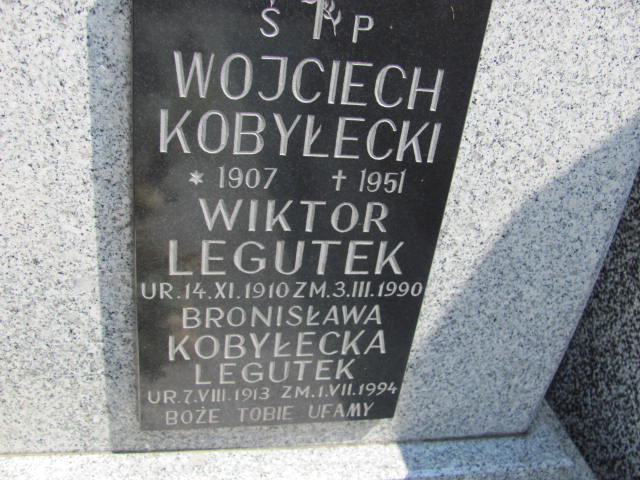 Ś P
WOJCIECH
KOBYŁECKI
* 1907 † 1951
WIKTOR
LEGUTEK
UR.14.XI.1910 ZM.3.III.1990
BRONISŁAWA
KOBYŁECKA
LEGUTEK
UR.7.VIII.1913 ZM.1.VII.1994
BOŻE TOBIE UFAMY